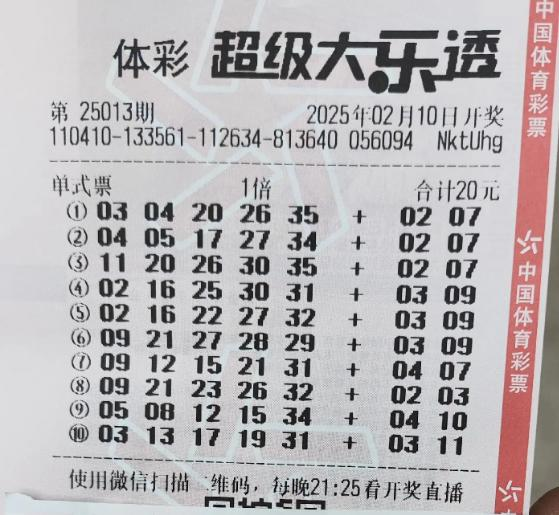 体彩 超级大乐透
第 25013期 2025年02月10日开奖
110410-133561-112634-813640 056094 NktUhg
单式票 1倍 合计20元
① 03 04 20 26 35 + 02 07
② 04 05 17 27 34 + 02 07
③ 11 20 26 30 35 + 02 07
④ 02 16 25 30 31 + 03 09
⑤ 02 16 22 27 32 + 03 09
⑥ 09 21 27 28 29 + 03 09
⑦ 09 12 15 21 31 + 04 07
⑧ 09 21 23 26 32 + 02 03
⑨ 05 08 12 15 34 + 04 10
⑩ 03 13 17 19 31 + 03 11
使用微信扫描二维码，每晚21:25看开奖直播
中国体育彩票
中国体育彩票
中国